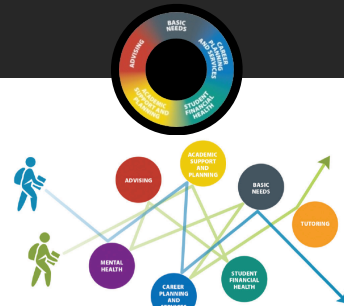 BASIC
NEEDS
ADVISING
CAREER
PLANNING
AND SERVICES
ACADEMIC
SUPPORT AND
PLANNING
STUDENT
FINANCIAL
HEALTH
ACADEMIC
SUPPORT
AND
PLANNING
ADVISING
BASIC
NEEDS
TUTORING
MENTAL
HEALTH
STUDENT
FINANCIAL
HEALTH
CAREER
PLANNING
AND
SERVICES